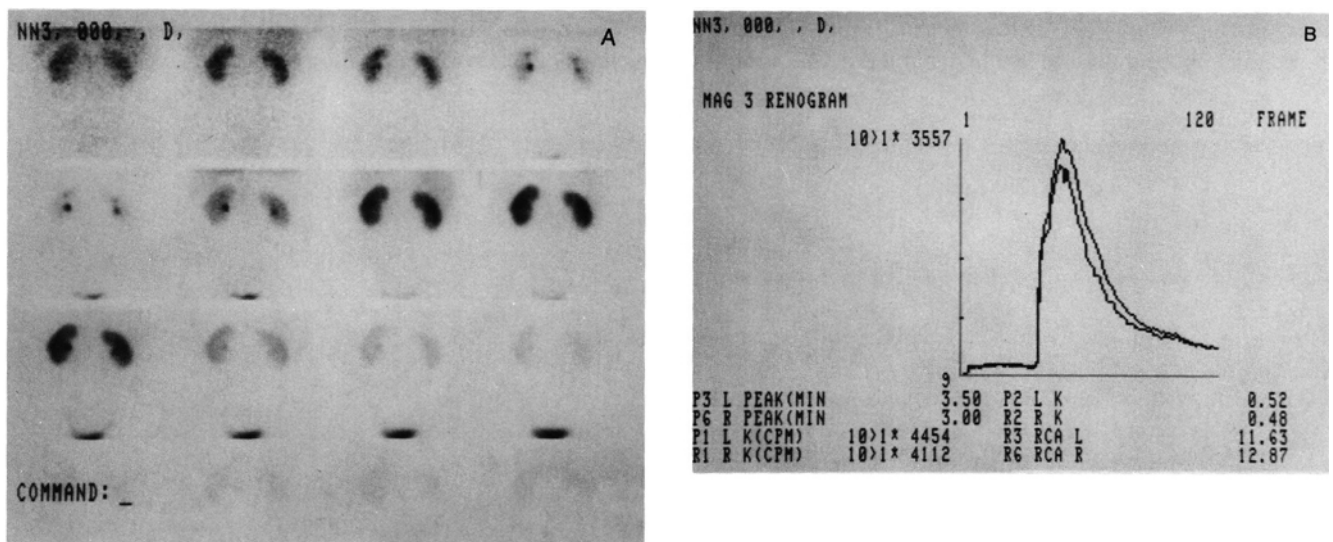 NN3, 000, , D,
A
COMMAND: _
NN3, 000, , D,
B
MAG 3 RENOGRAM
1 120 FRAME
10>1* 3557
9
P3 L PEAK(MIN 3.50 P2 L K 0.52
P6 R PEAK(MIN 3.00 R2 R K 0.48
P1 L K(CPM) 10>1* 4454 R3 RCA L 11.63
R1 R K(CPM) 10>1* 4112 R6 RCA R 12.87